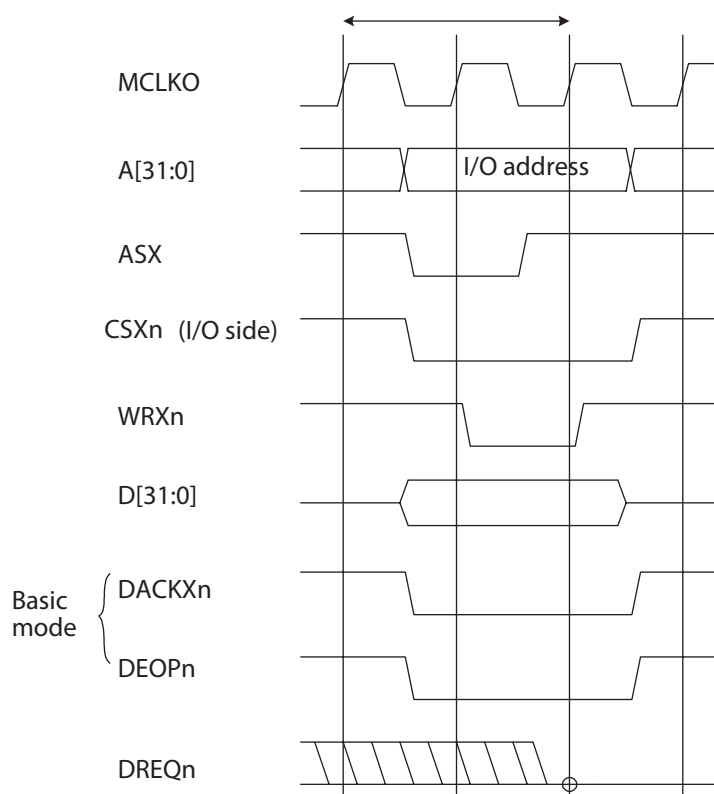 MCLKO
A[31:0]
I/O address
ASX
CSXn (I/O side)
WRXn
D[31:0]
Basic
mode
DACKXn
DEOPn
DREQn